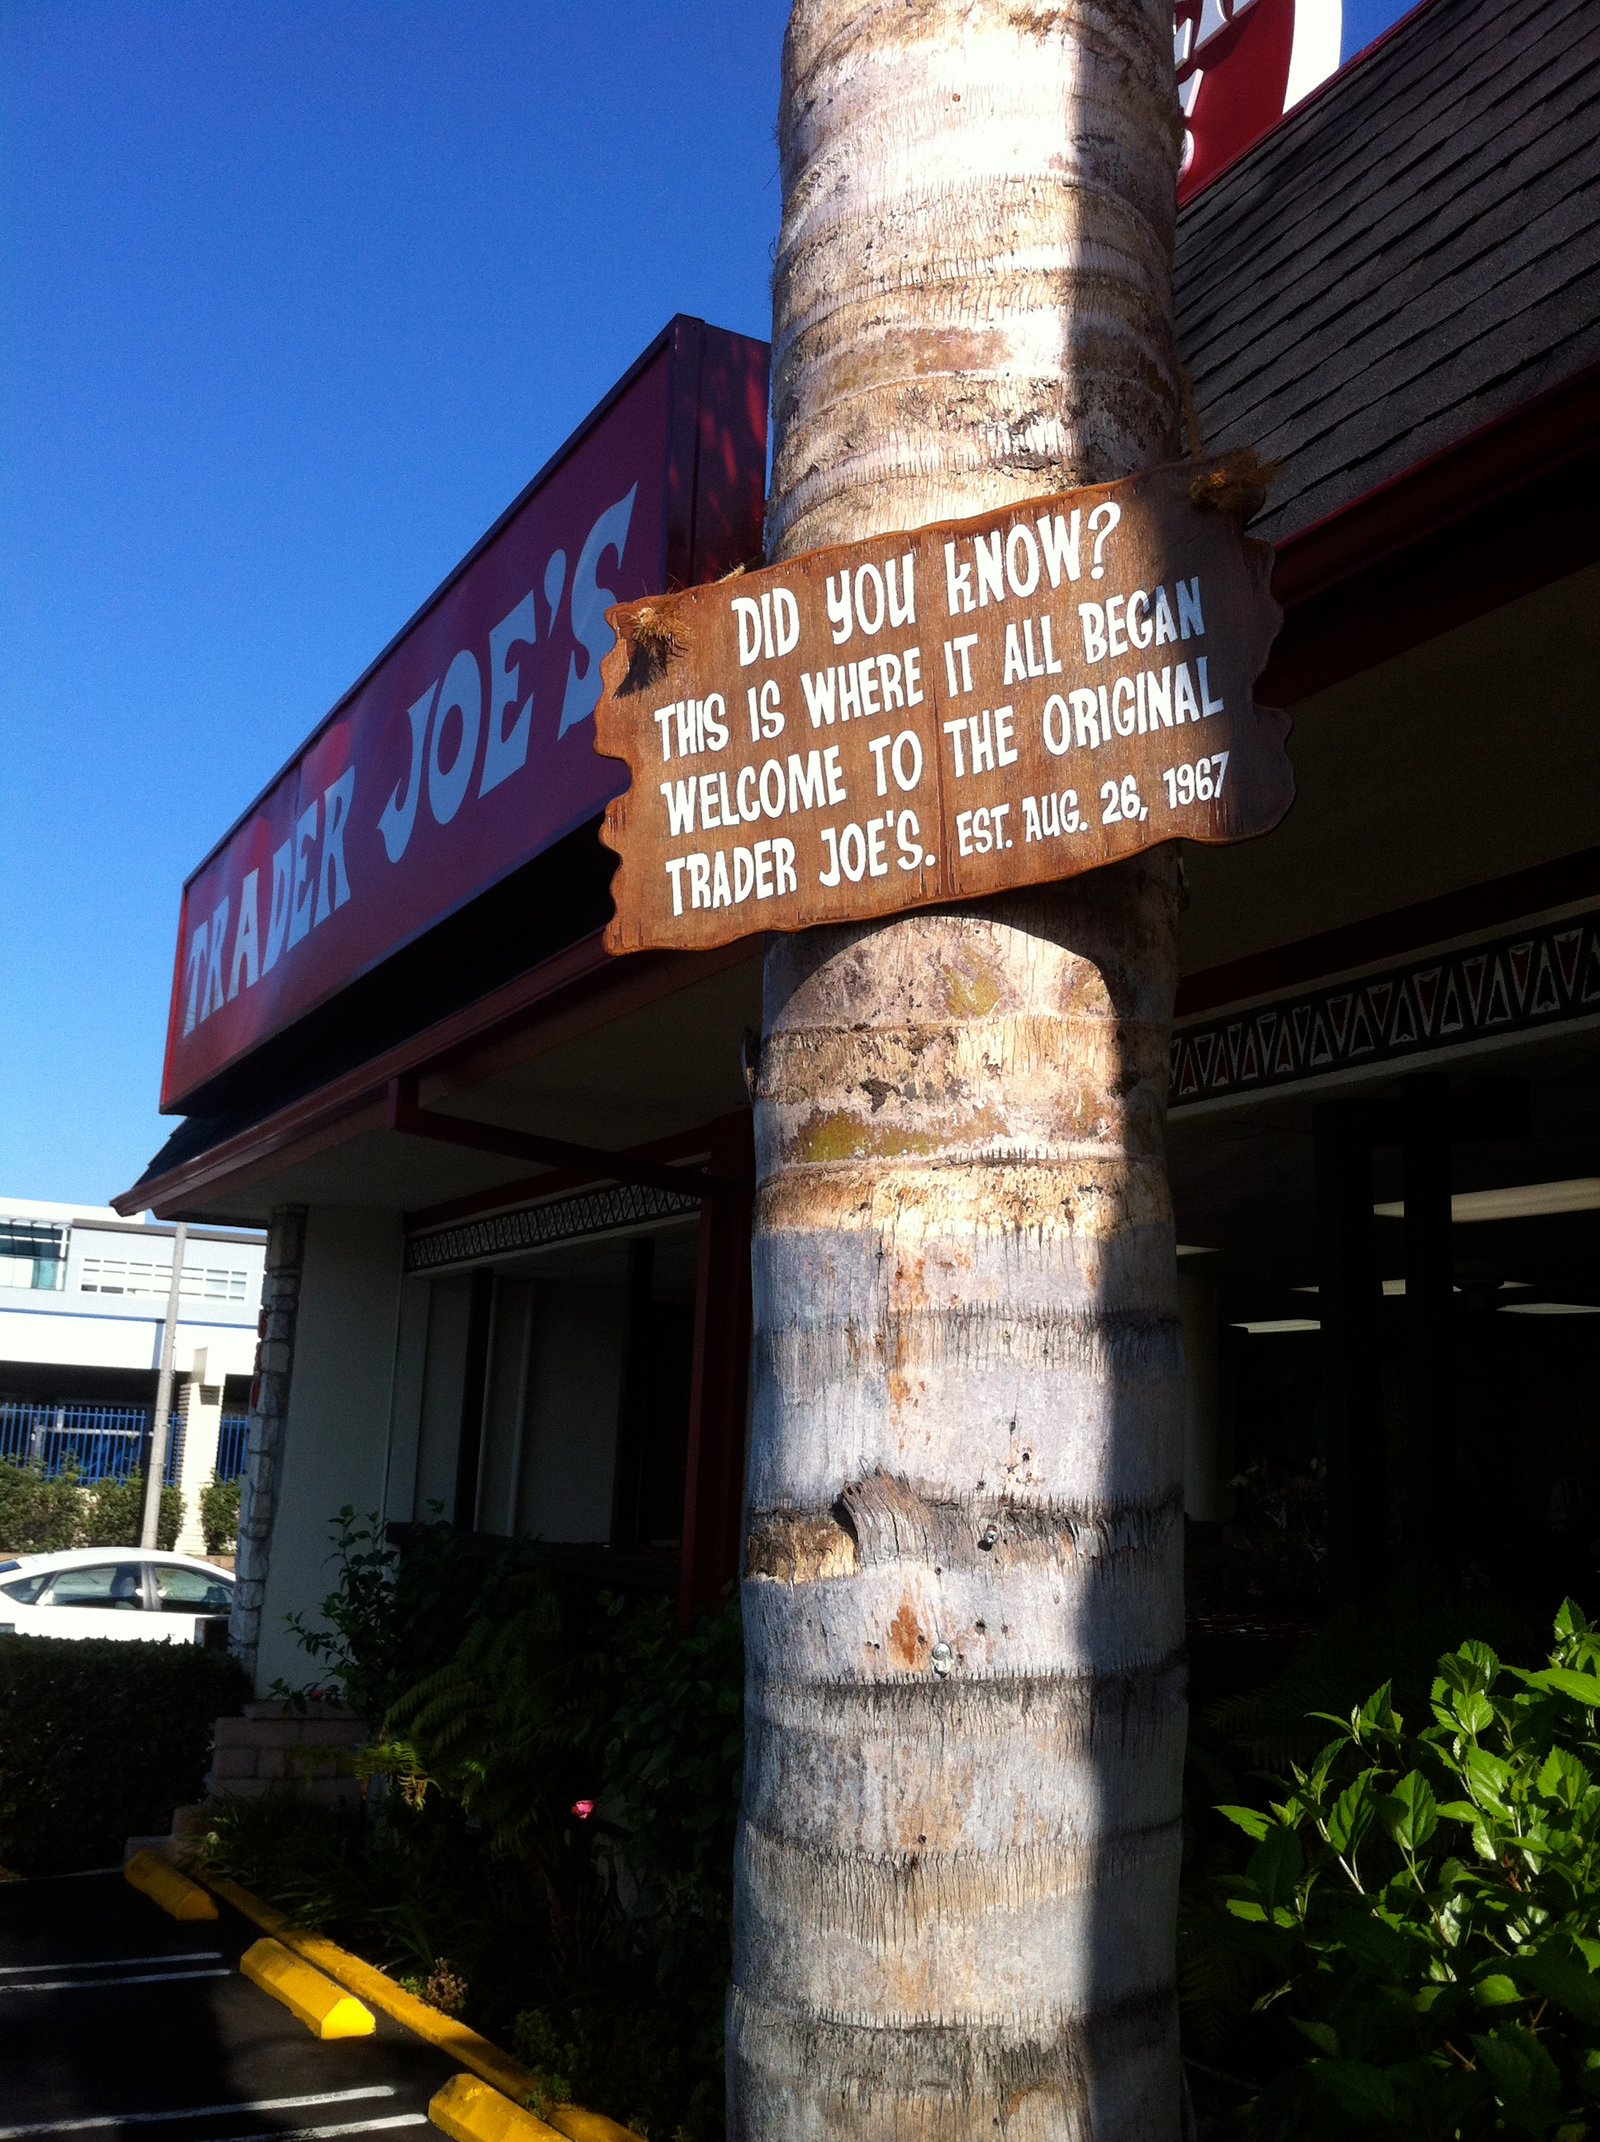 TRADER JOE'S
DID YOU KNOW?
THIS IS WHERE IT ALL BEGAN
WELCOME TO THE ORIGINAL
TRADER JOE'S. EST. AUG. 26, 1967